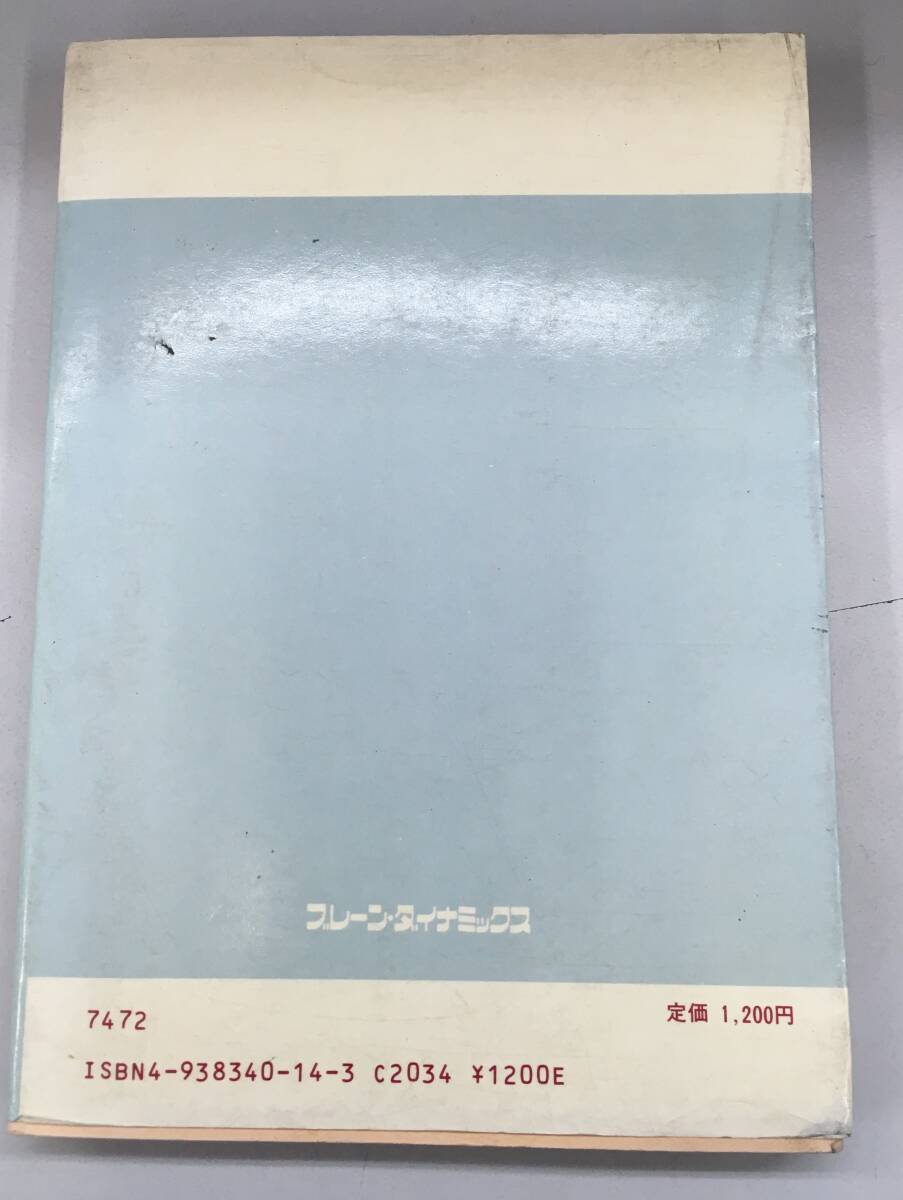 ブレーン・ダイナミックス
7472
定価 1,200円
ISBN4-938340-14-3 C2034 ¥1200E